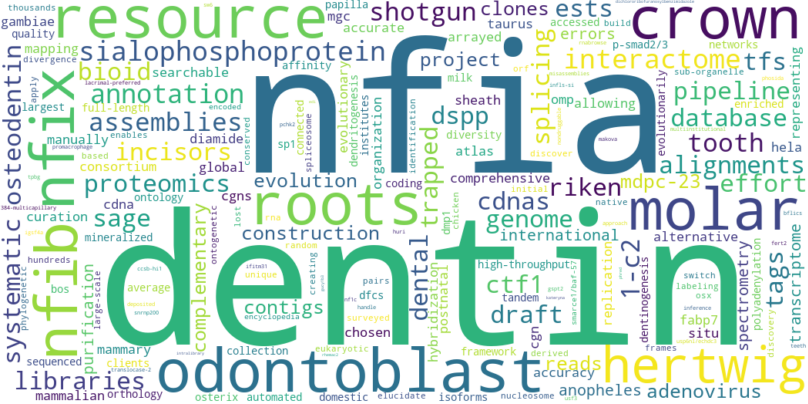 resource
shotgun
crown
clones
ests
papilla
mgc
taurus
accessed
build
thousands
gambiae
quality
accurate
arrayed
errors
p-smad2/3
networks
mapping
divergence
sialophosphoprotein
project
splicing
interactome
tfs
bioid
searchable
affinity
milk
sub-organelle
nfia
annotation
full-length
sheath
omp
allowing
enriched
representing
largest
assemblies
manually
diamide
dspp
pipeline
database
evolutionarily
osteodentin
nfix
incisors
consortium
global
sp1
diversity
atlas
discover
hela
tooth
alignments
proteomics
evolution
comprehensive
initial
riken
mdpc-23
effort
cdna
cgns
coding
trapped
native
ontology
curation
mineralized
sage
roots
cdnas
genome
molar
construction
international
alternative
systematic
nfib
dentin
dental
complementary
hybridization
postnatal
high-throughput
ctf1
1-c2
tags
transcriptome
spectrometry
polyadenylation
situ
dentinogenesis
replication
hundreds
bos
large-scale
purification
average
contigs
random
unique
creating
encyclopedia
pairs
dfcs
surveyed
chosen
tandem
cgn
draft
switch
labeling
osx
fabp7
discovery
phylogenetic
sequenced
mammary
clients
collection
eukaryotic
framework
derived
reads
accuracy
frames
hertwig
libraries
odontoblast
anopheles
adenovirus
mammalian
orthology
osterix
automated
domestic
elucidate
isoforms
nucleosome
evolutionary
dendritogenesis
connected
spliceosome
institutes
organization
identification
conserved
encoded
ontogenetic
lost
dmp1
chicken
based
enables
apply
inference